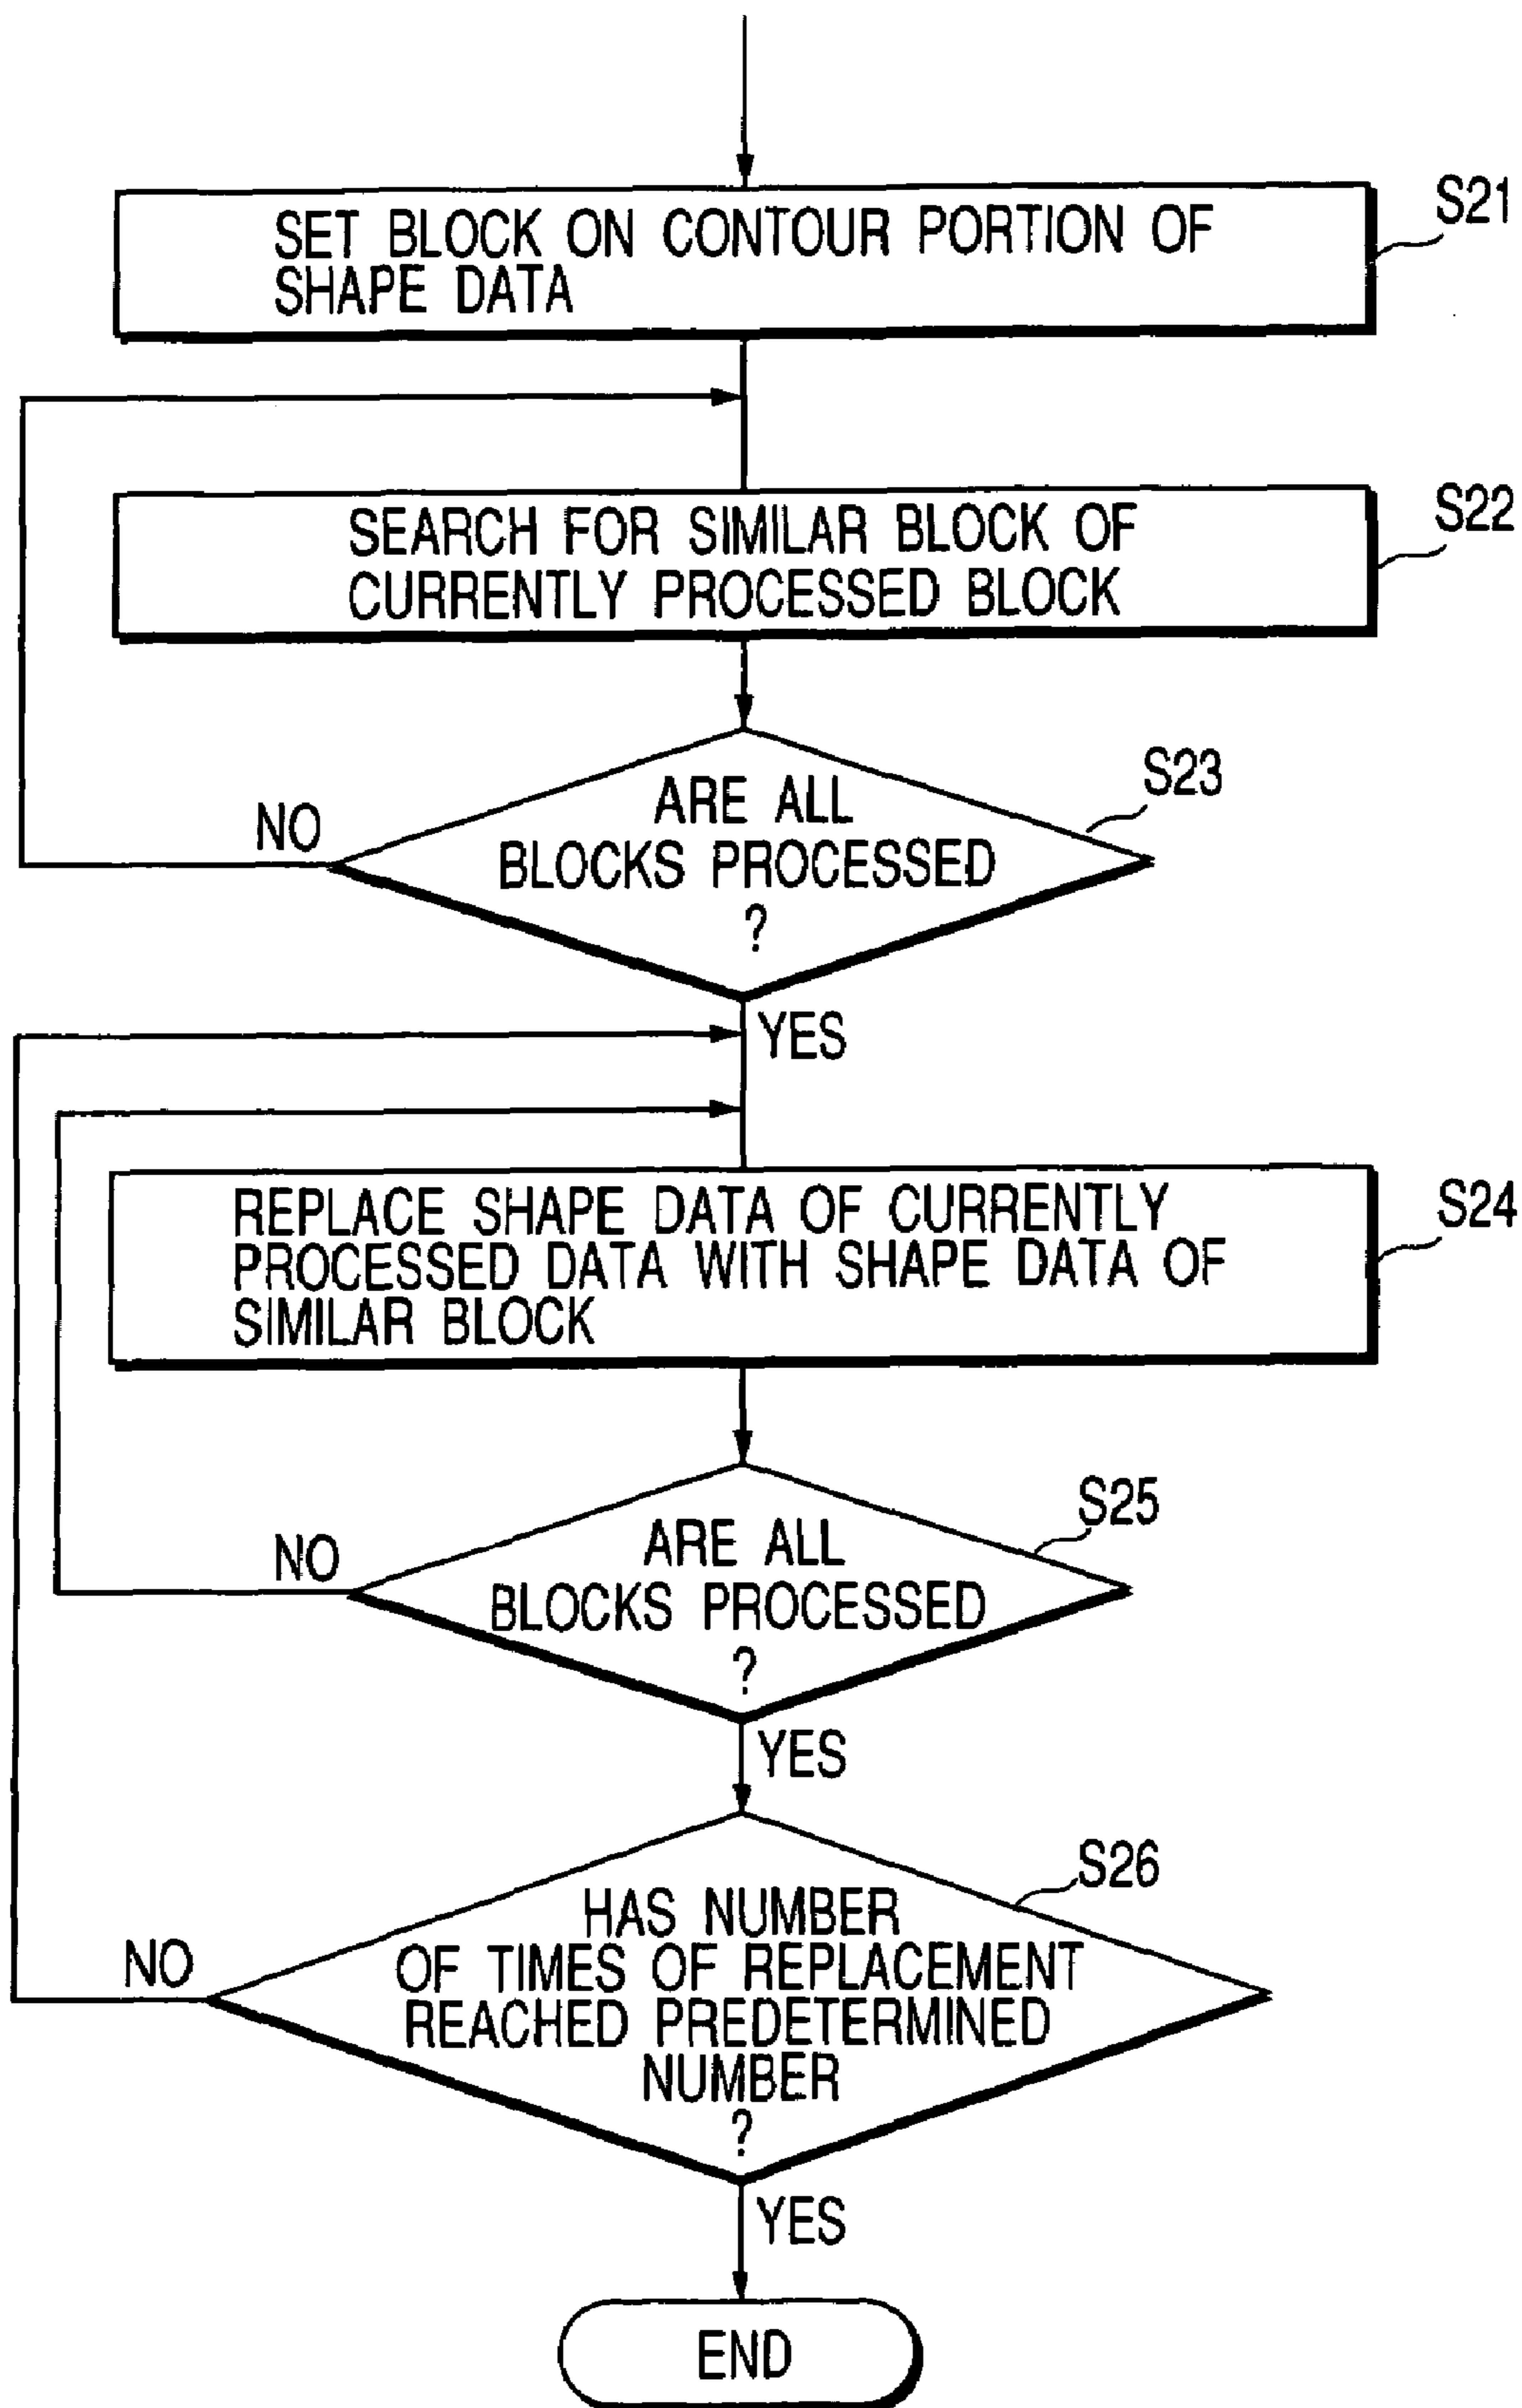 SET BLOCK ON CONTOUR PORTION OF
SHAPE DATA
S21
SEARCH FOR SIMILAR BLOCK OF
CURRENTLY PROCESSED BLOCK
S22
ARE ALL
BLOCKS PROCESSED
?
S23
NO
YES
REPLACE SHAPE DATA OF CURRENTLY
PROCESSED DATA WITH SHAPE DATA OF
SIMILAR BLOCK
S24
ARE ALL
BLOCKS PROCESSED
?
S25
NO
YES
HAS NUMBER
OF TIMES OF REPLACEMENT
REACHED PREDETERMINED
NUMBER
?
S26
NO
YES
END